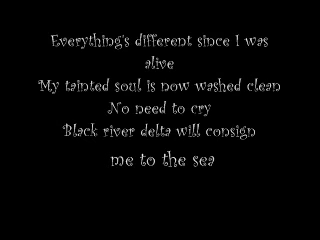 Everything's different since I was
alive
My tainted soul is now washed clean
No need to cry
Black river delta will consign
me to the sea